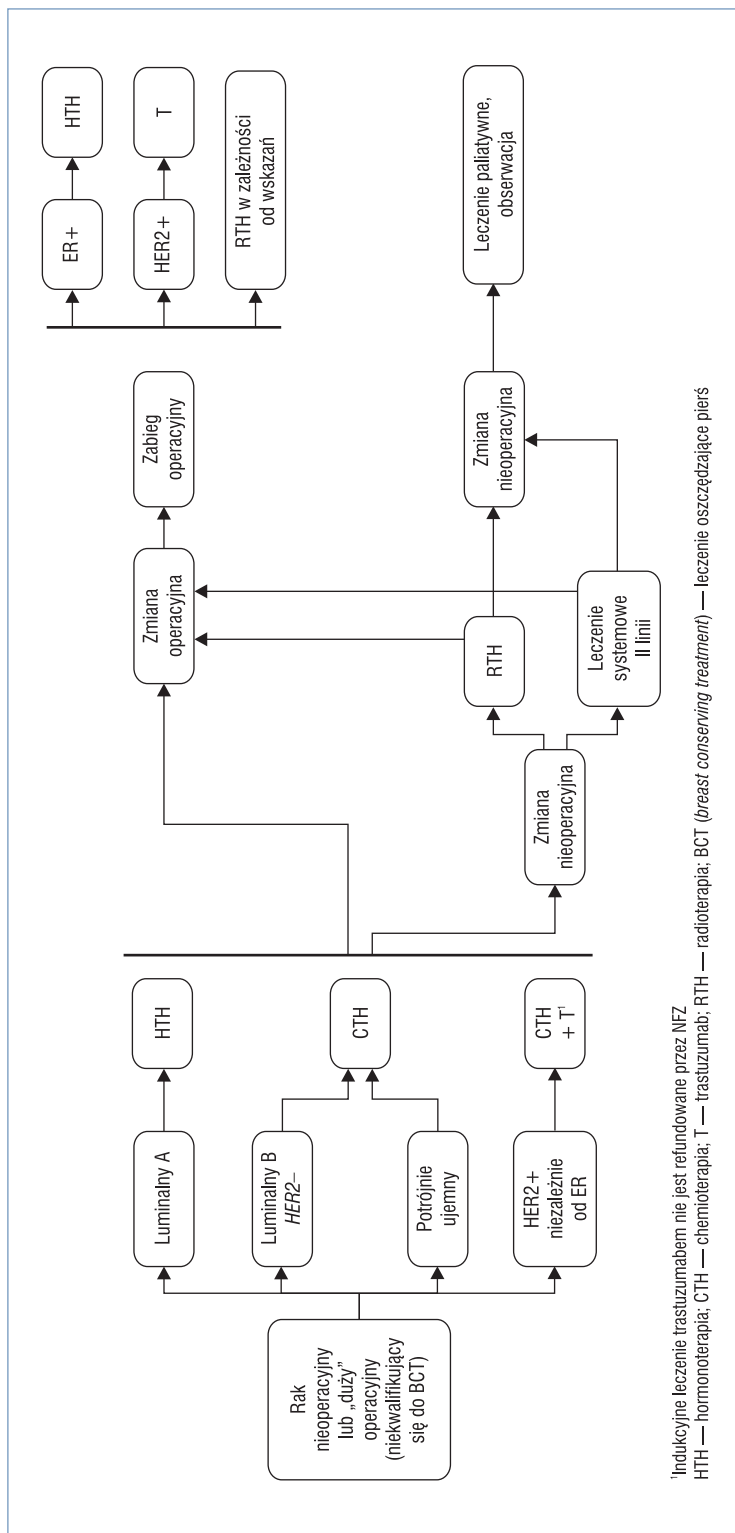 Rak
nieoperacyjny
lub „duży”
operacyjny
(niekwalifikujący
się do BCT)
Luminalny A
HTH
Luminalny B
HER2–
Potrójnie
ujemny
CTH
HER2+
niezależnie
od ER
CTH
+ T¹
Zmiana
operacyjna
Zabieg
operacyjny
Zmiana
nieoperacyjna
RTH
Leczenie
systemowe
II linii
Zmiana
nieoperacyjna
Leczenie paliatywne,
obserwacja
ER+
HTH
HER2+
T
RTH w zależności
od wskazań
¹Indukcyjne leczenie trastuzumabem nie jest refundowane przez NFZ
HTH — hormonoterapia; CTH — chemioterapia; T — trastuzumab; RTH — radioterapia; BCT (breast conserving treatment) — leczenie oszczędzające pierś